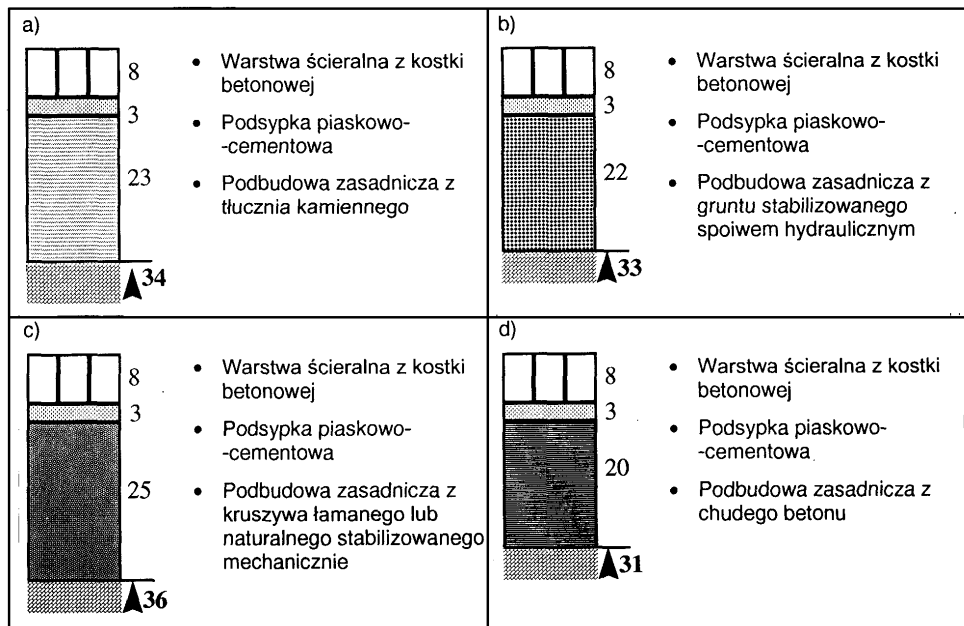 a)
8
3
23
34
• Warstwa ścieralna z kostki
betonowej
• Podsypka piaskowo-
-cementowa
• Podbudowa zasadnicza z
tłucznia kamiennego
b)
8
3
22
33
• Warstwa ścieralna z kostki
betonowej
• Podsypka piaskowo-
-cementowa
• Podbudowa zasadnicza z
gruntu stabilizowanego
spoiwem hydraulicznym
c)
8
3
25
36
• Warstwa ścieralna z kostki
betonowej
• Podsypka piaskowo-
-cementowa
• Podbudowa zasadnicza z
kruszywa łamanego lub
naturalnego stabilizowanego
mechanicznie
d)
8
3
20
31
• Warstwa ścieralna z kostki
betonowej
• Podsypka piaskowo-
-cementowa
• Podbudowa zasadnicza z
chudego betonu